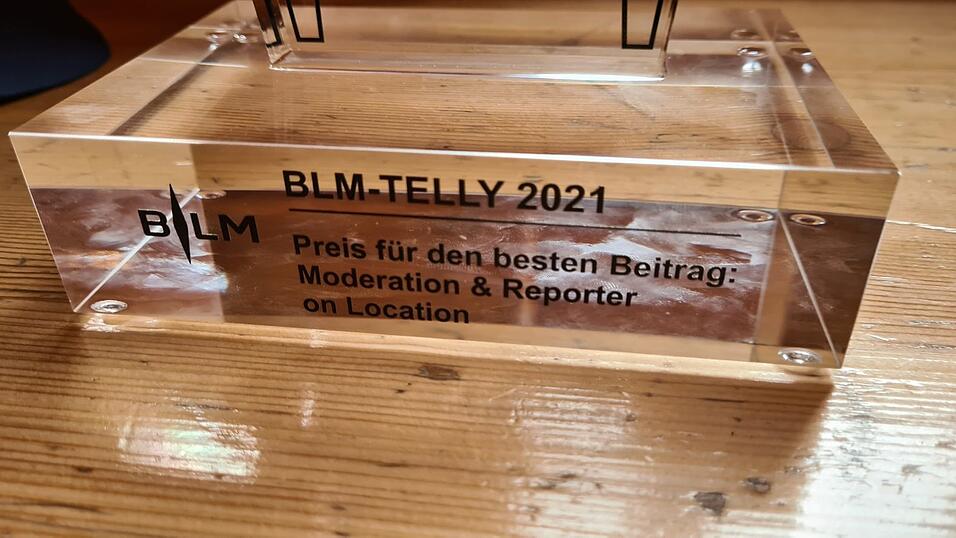 BLM
BLM-TELLY 2021
Preis für den besten Beitrag:
Moderation & Reporter
on Location